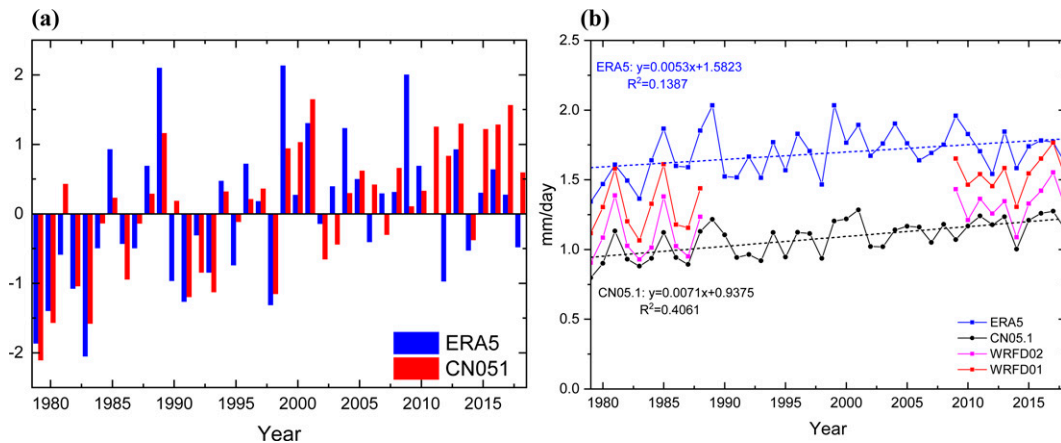 (a)
2
1
0
-1
-2
1980 1985 1990 1995 2000 2005 2010 2015
Year
ERA5
CN051
(b)
2.5
2.0
1.5
1.0
0.5
0.0
mm/day
ERA5: y=0.0053x+1.5823
R²=0.1387
CN05.1: y=0.0071x+0.9375
R²=0.4061
ERA5
CN05.1
WRFD02
WRFD01
1980 1985 1990 1995 2000 2005 2010 2015
Year